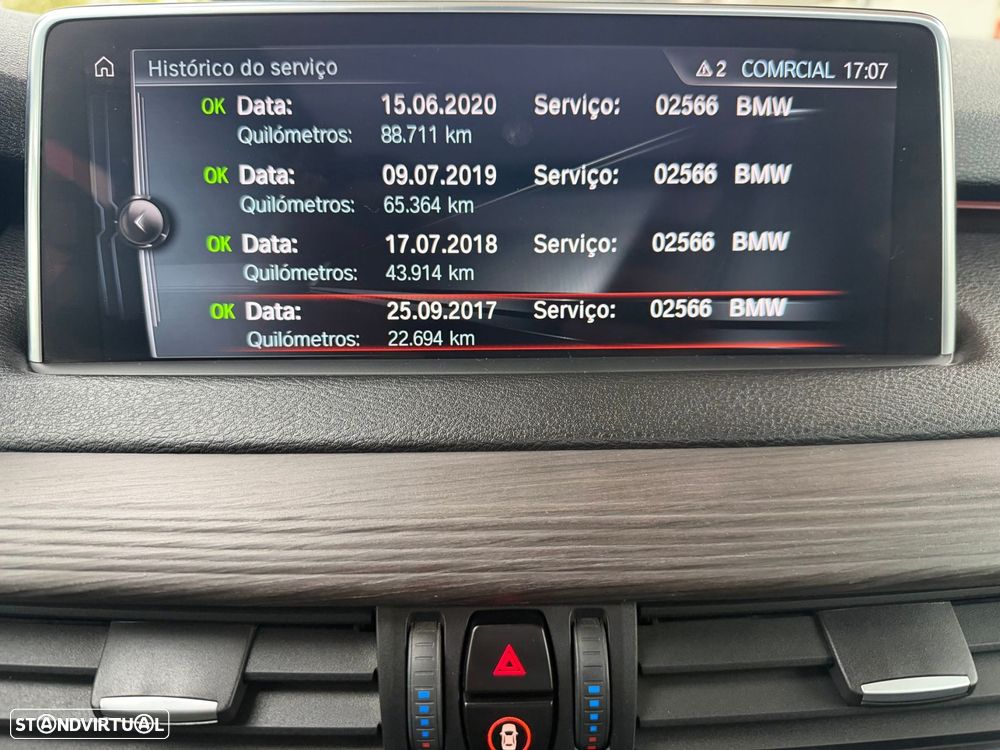 Histórico do serviço 2 COMRCIAL 17:07
OK Data: 15.06.2020 Serviço: 02566 BMW
Quilómetros: 88.711 km
OK Data: 09.07.2019 Serviço: 02566 BMW
Quilómetros: 65.364 km
OK Data: 17.07.2018 Serviço: 02566 BMW
Quilómetros: 43.914 km
OK Data: 25.09.2017 Serviço: 02566 BMW
Quilómetros: 22.694 km
STANDVIRTUAL